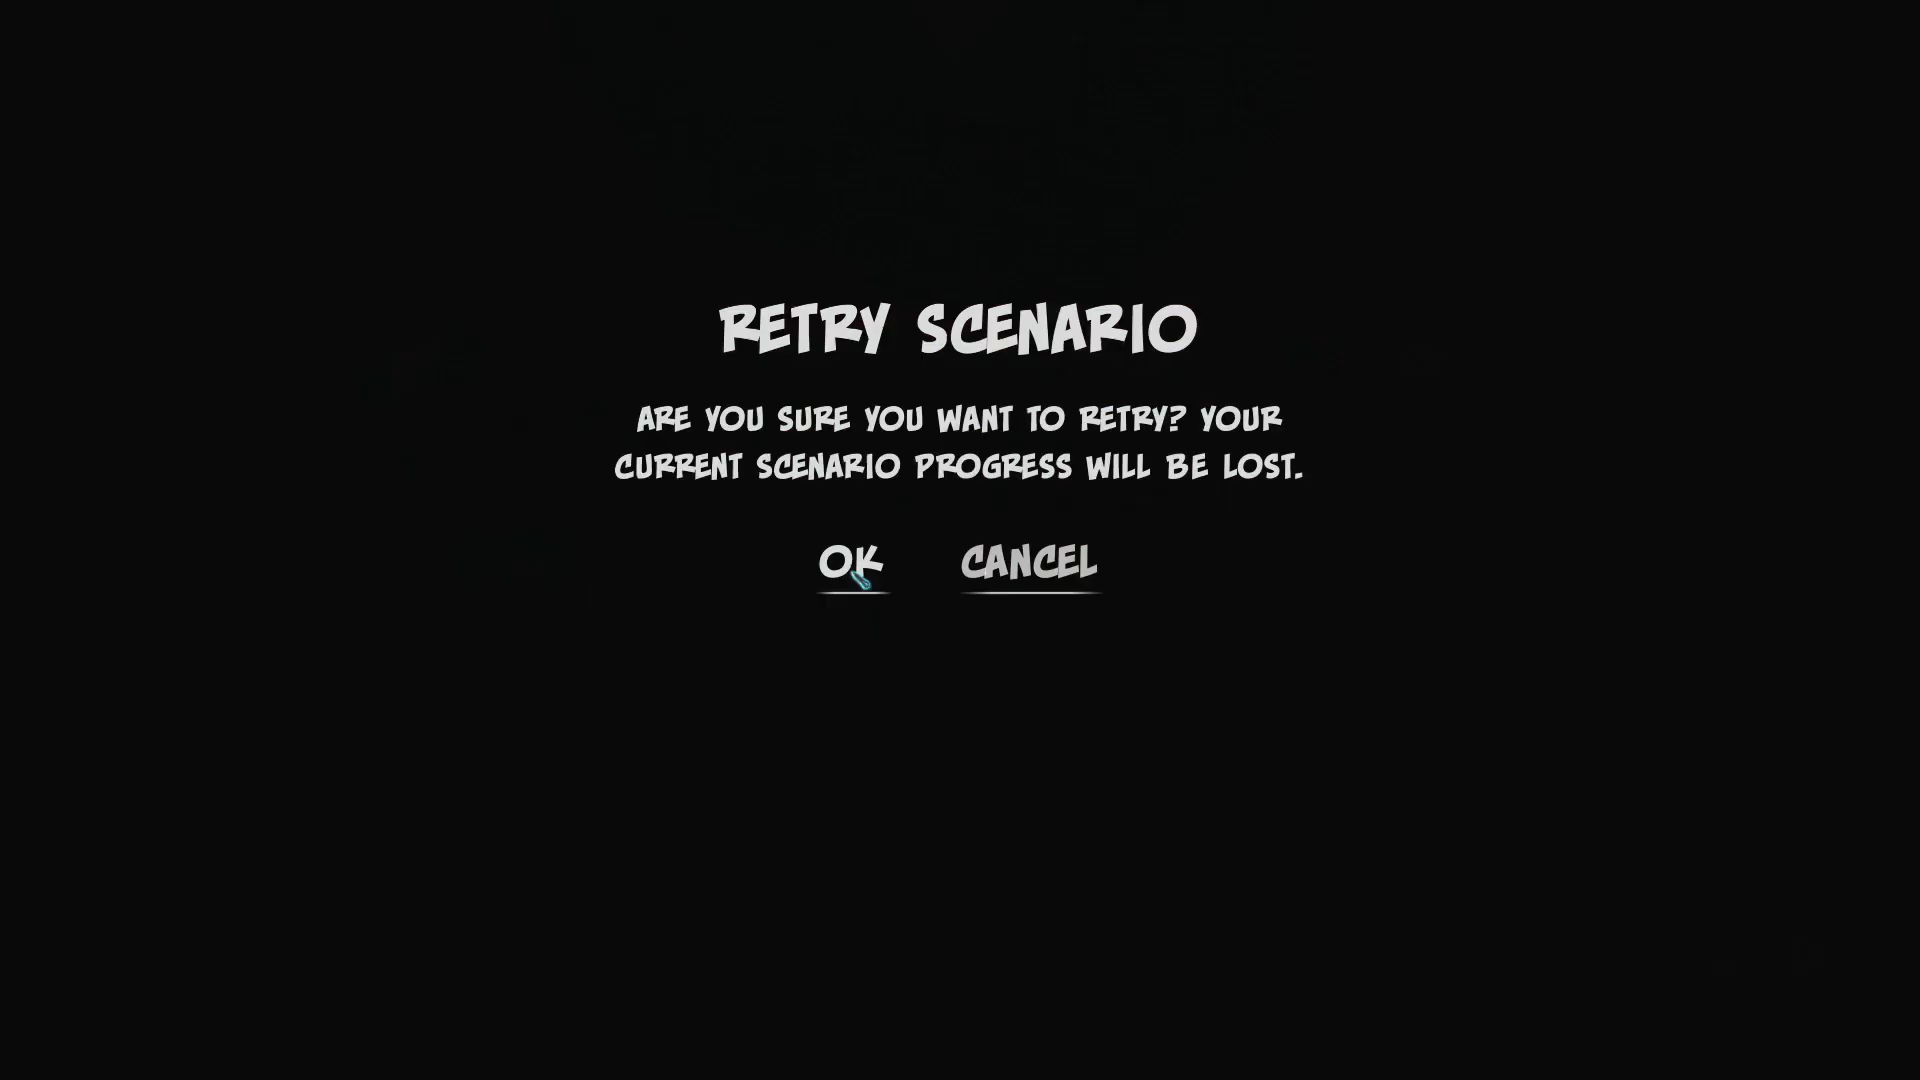 RETRY SCENARIO
ARE YOU SURE YOU WANT TO RETRY? YOUR
CURRENT SCENARIO PROGRESS WILL BE LOST.
OK CANCEL